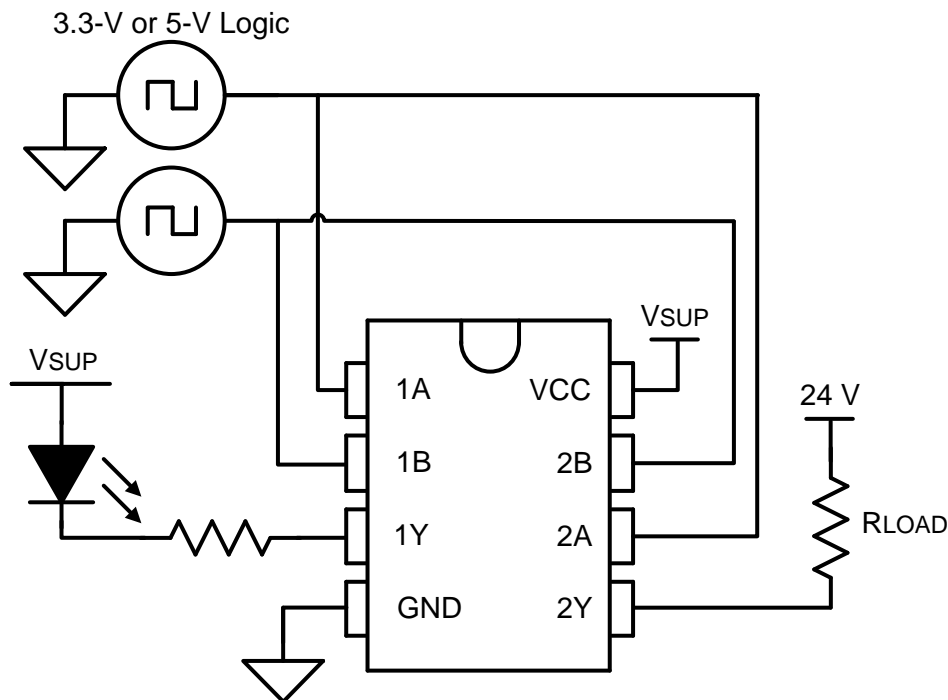 3.3-V or 5-V Logic
VSUP
VSUP
24 V
1A
VCC
1B
2B
1Y
2A
RLOAD
GND
2Y